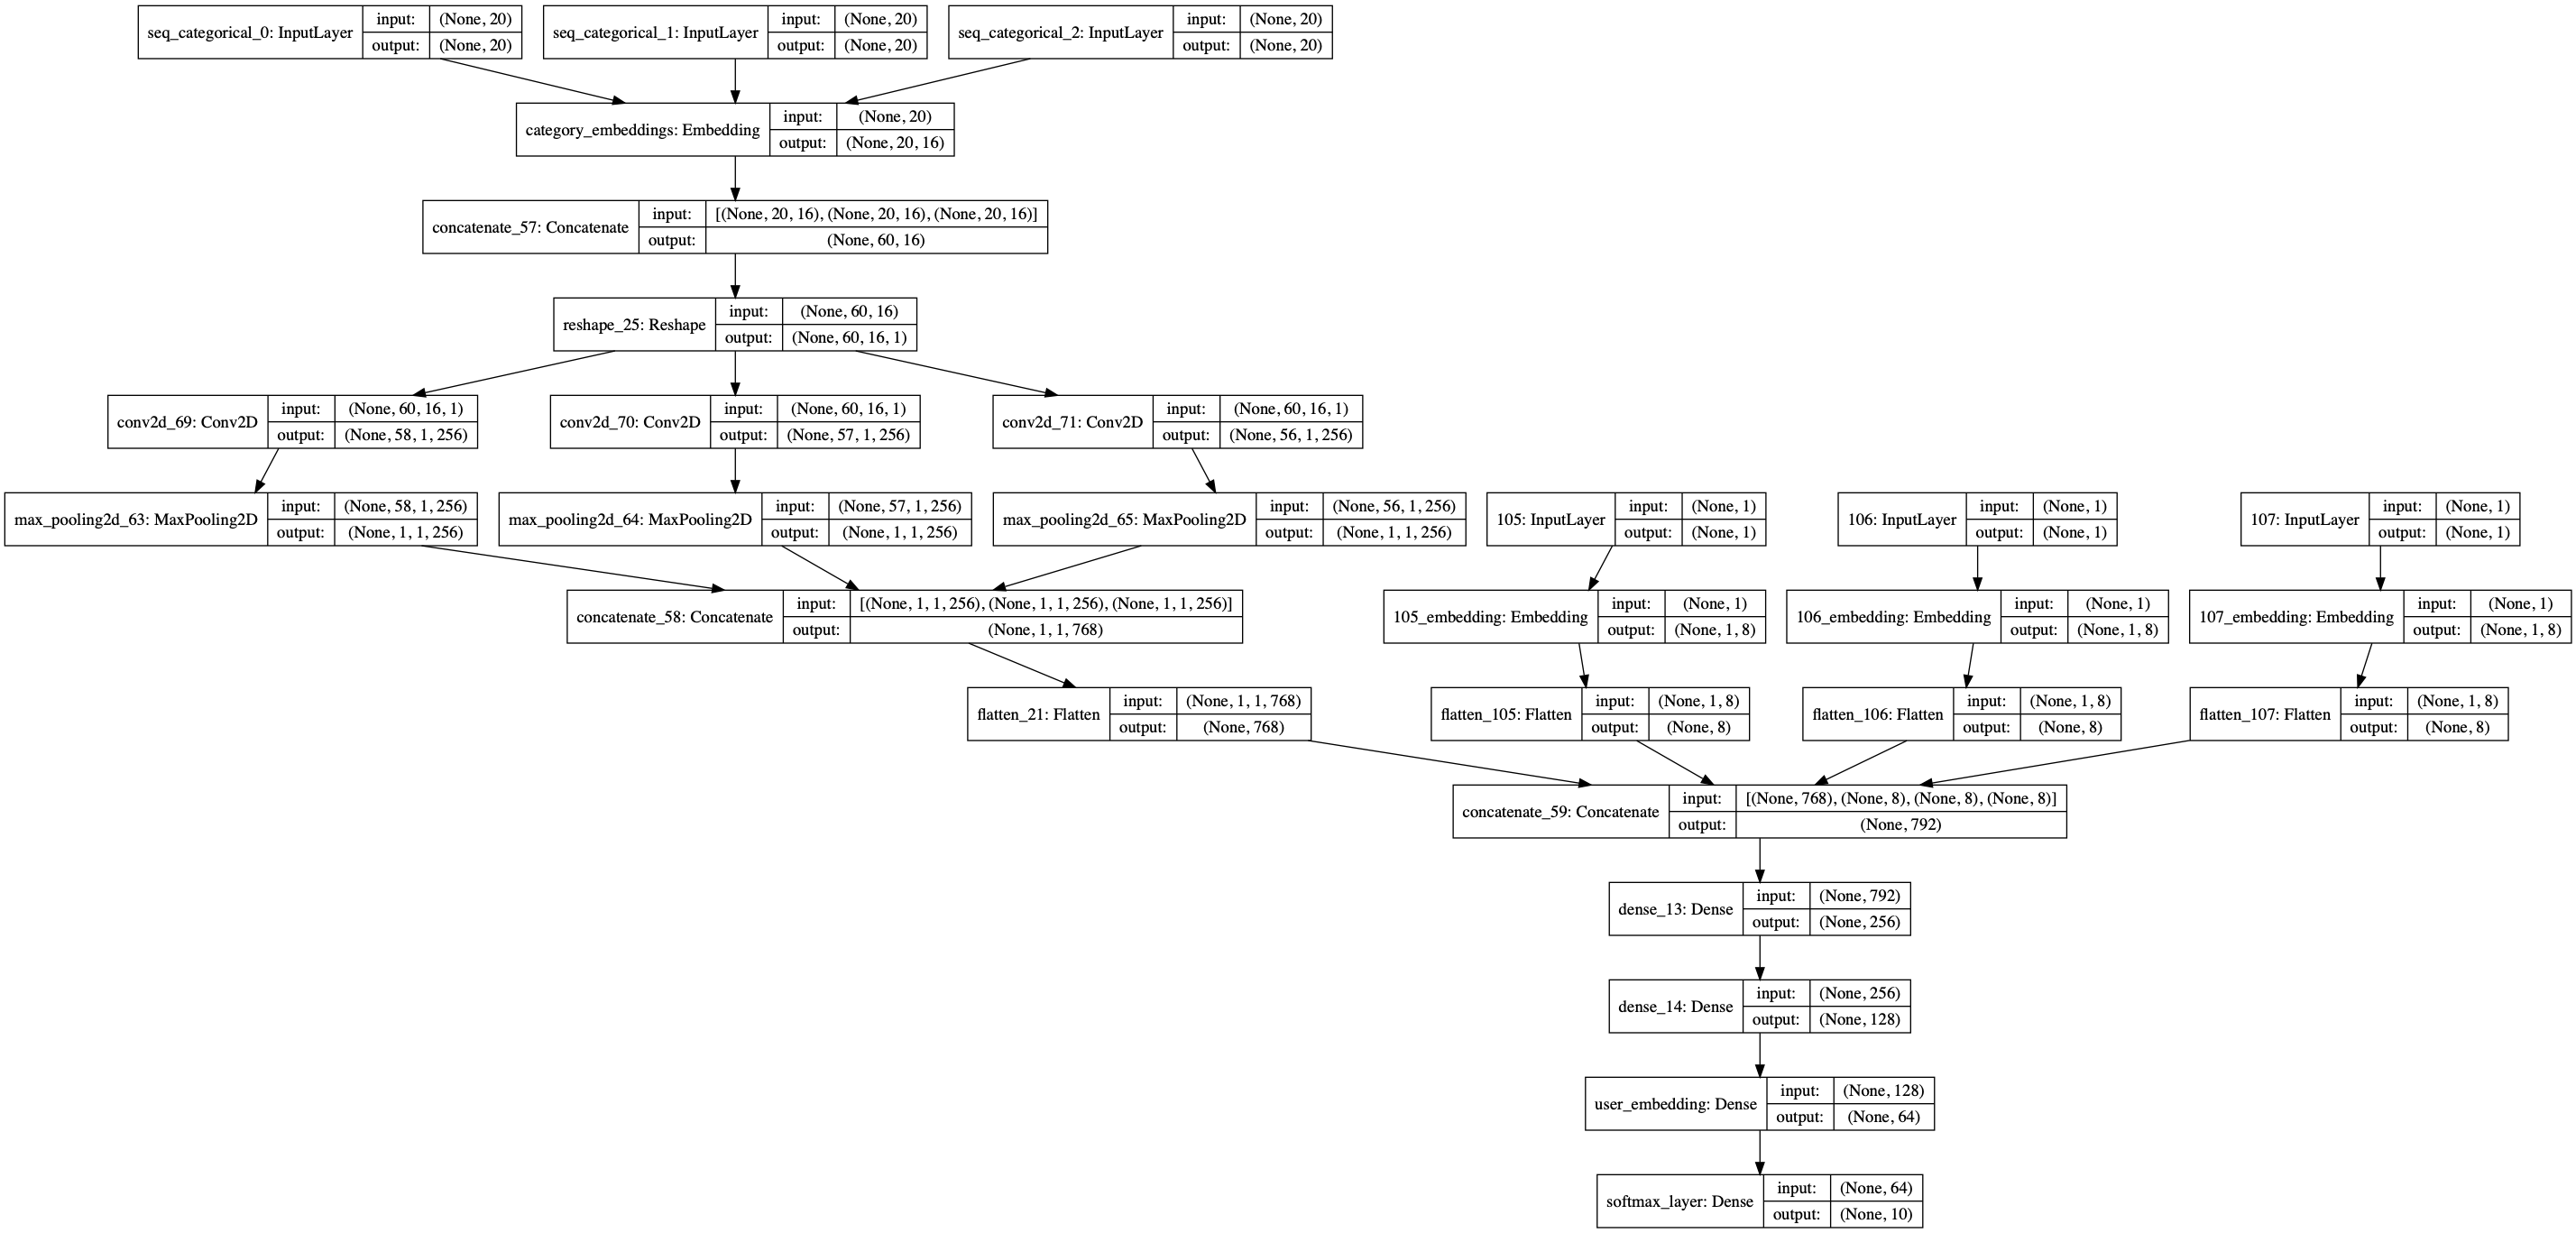 seq_categorical_0: InputLayer
input: (None, 20)
output: (None, 20)
seq_categorical_1: InputLayer
input: (None, 20)
output: (None, 20)
seq_categorical_2: InputLayer
input: (None, 20)
output: (None, 20)
category_embeddings: Embedding
input: (None, 20)
output: (None, 20, 16)
concatenate_57: Concatenate
input: [(None, 20, 16), (None, 20, 16), (None, 20, 16)]
output: (None, 60, 16)
reshape_25: Reshape
input: (None, 60, 16)
output: (None, 60, 16, 1)
conv2d_69: Conv2D
input: (None, 60, 16, 1)
output: (None, 58, 1, 256)
conv2d_70: Conv2D
input: (None, 60, 16, 1)
output: (None, 57, 1, 256)
conv2d_71: Conv2D
input: (None, 60, 16, 1)
output: (None, 56, 1, 256)
max_pooling2d_63: MaxPooling2D
input: (None, 58, 1, 256)
output: (None, 1, 1, 256)
max_pooling2d_64: MaxPooling2D
input: (None, 57, 1, 256)
output: (None, 1, 1, 256)
max_pooling2d_65: MaxPooling2D
input: (None, 56, 1, 256)
output: (None, 1, 1, 256)
105: InputLayer
input: (None, 1)
output: (None, 1)
106: InputLayer
input: (None, 1)
output: (None, 1)
107: InputLayer
input: (None, 1)
output: (None, 1)
concatenate_58: Concatenate
input: [(None, 1, 1, 256), (None, 1, 1, 256), (None, 1, 1, 256)]
output: (None, 1, 1, 768)
105_embedding: Embedding
input: (None, 1)
output: (None, 1, 8)
106_embedding: Embedding
input: (None, 1)
output: (None, 1, 8)
107_embedding: Embedding
input: (None, 1)
output: (None, 1, 8)
flatten_21: Flatten
input: (None, 1, 1, 768)
output: (None, 768)
flatten_105: Flatten
input: (None, 1, 8)
output: (None, 8)
flatten_106: Flatten
input: (None, 1, 8)
output: (None, 8)
flatten_107: Flatten
input: (None, 1, 8)
output: (None, 8)
concatenate_59: Concatenate
input: [(None, 768), (None, 8), (None, 8), (None, 8)]
output: (None, 792)
dense_13: Dense
input: (None, 792)
output: (None, 256)
dense_14: Dense
input: (None, 256)
output: (None, 128)
user_embedding: Dense
input: (None, 128)
output: (None, 64)
softmax_layer: Dense
input: (None, 64)
output: (None, 10)